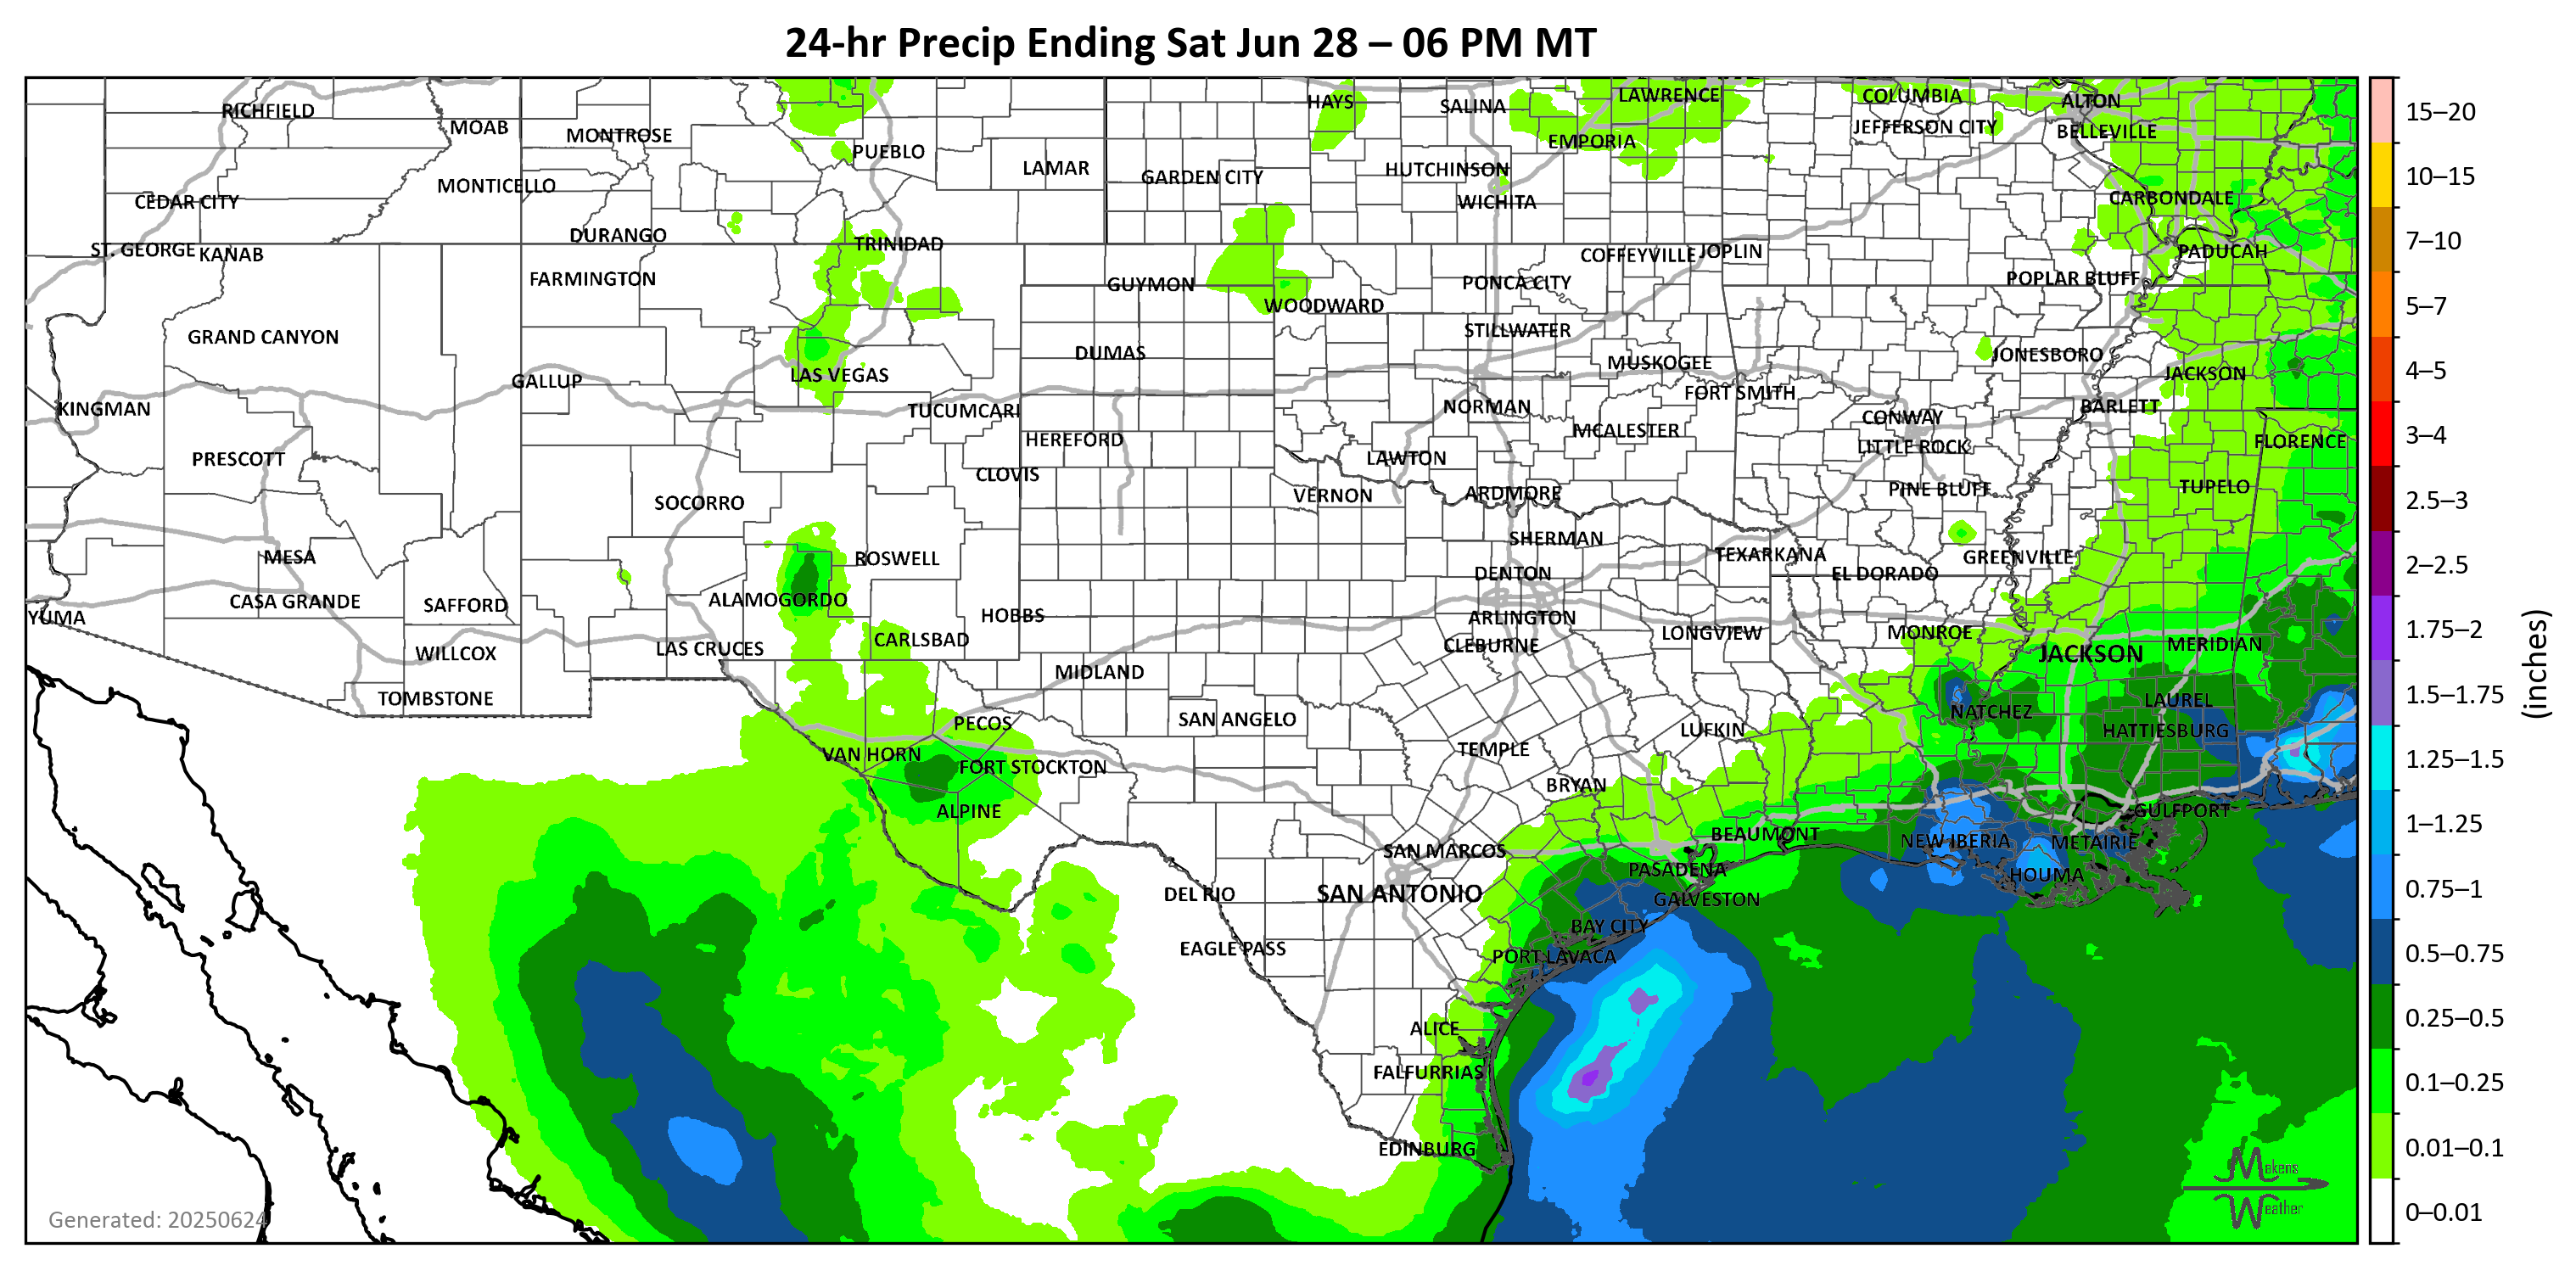 24-hr Precip Ending Sat Jun 28 – 06 PM MT
RICHFIELD
MOAB
MONTROSE
PUEBLO
LAMAR
HAYS
SALINA
LAWRENCE
COLUMBIA
ALTON
EMPORIA
JEFFERSON CITY
BELLEVILLE
MONTICELLO
GARDEN CITY
HUTCHINSON
CEDAR CITY
WICHITA
CARBONDALE
DURANGO
TRINIDAD
ST. GEORGE
KANAB
COFFEYVILLE
JOPLIN
PADUCAH
FARMINGTON
GUYMON
PONCA CITY
POPLAR BLUFF
WOODWARD
GRAND CANYON
STILLWATER
DUMAS
MUSKOGEE
JONESBORO
GALLUP
LAS VEGAS
FORT SMITH
JACKSON
KINGMAN
TUCUMCARI
NORMAN
CONWAY
BARLETT
HEREFORD
MCALESTER
LITTLE ROCK
FLORENCE
PRESCOTT
CLOVIS
LAWTON
SOCORRO
VERNON
ARDMORE
PINE BLUFF
TUPELO
MESA
ROSWELL
SHERMAN
TEXARKANA
GREENVILLE
CASA GRANDE
SAFFORD
ALAMOGORDO
DENTON
EL DORADO
YUMA
HOBBS
ARLINGTON
WILLCOX
LAS CRUCES
CARLSBAD
CLEBURNE
LONGVIEW
MONROE
JACKSON
MERIDIAN
TOMBSTONE
MIDLAND
PECOS
SAN ANGELO
LUFKIN
NATCHEZ
LAUREL
HATTIESBURG
VAN HORN
FORT STOCKTON
TEMPLE
ALPINE
BRYAN
GULFPORT
SAN MARCOS
BEAUMONT
NEW IBERIA
METAIRIE
DEL RIO
SAN ANTONIO
PASADENA
GALVESTON
HOUMA
EAGLE PASS
BAY CITY
PORT LAVACA
ALICE
FALFURRIAS
EDINBURG
Generated: 20250624
Makens
Weather
15–20
10–15
7–10
5–7
4–5
3–4
2.5–3
2–2.5
1.75–2
1.5–1.75
1.25–1.5
1–1.25
0.75–1
0.5–0.75
0.25–0.5
0.1–0.25
0.01–0.1
0–0.01
(inches)